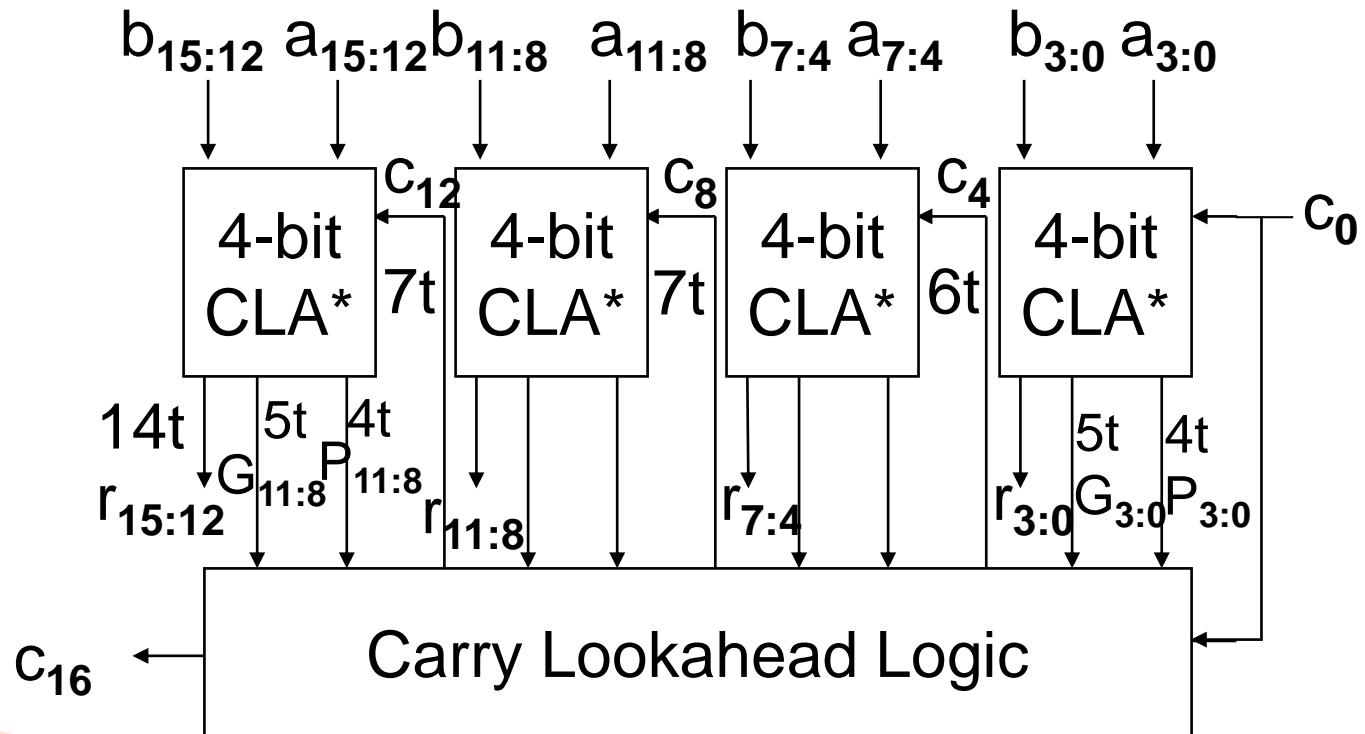 b15:12 a15:12 b11:8 a11:8 b7:4 a7:4 b3:0 a3:0
c12 c8 c4 c0
4-bit CLA* 7t 4-bit CLA* 7t 4-bit CLA* 6t 4-bit CLA*
14t 5t 4t 5t 4t
G11:8 P11:8 G3:0 P3:0
r15:12 r11:8 r7:4 r3:0
Carry Lookahead Logic
c16